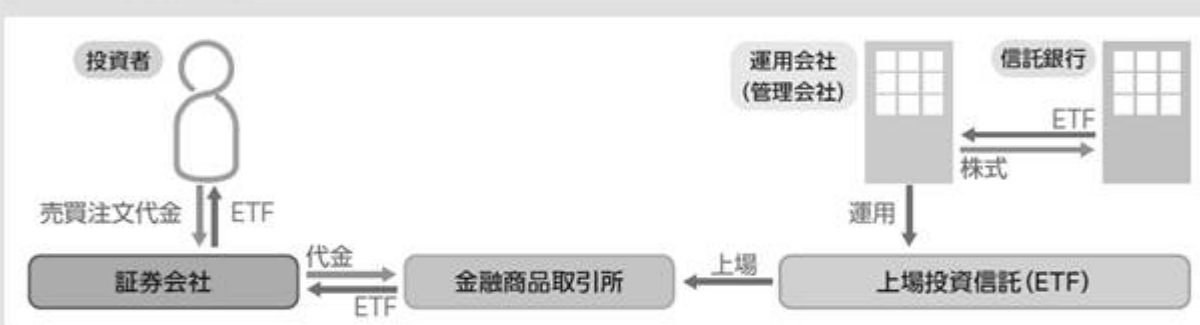 投資者
運用会社
(管理会社)
信託銀行
ETF
株式
売買注文代金
ETF
運用
証券会社
代金
ETF
金融商品取引所
上場
上場投資信託(ETF)